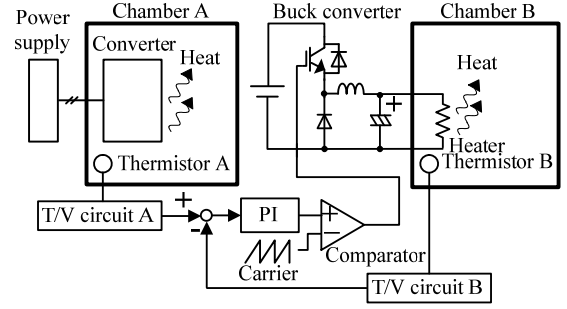 Power
supply
Chamber A
Converter
Heat
Thermistor A
Buck converter
+
Chamber B
Heat
Heater
Thermistor B
T/V circuit A
+
-
PI
+
−
Carrier
Comparator
T/V circuit B